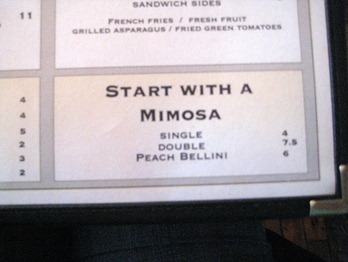 11
SANDWICH SIDES
FRENCH FRIES / FRESH FRUIT
GRILLED ASPARAGUS / FRIED GREEN TOMATOES
4
4
5
2
3
2
START WITH A
MIMOSA
SINGLE 4
DOUBLE 7.5
PEACH BELLINI 6